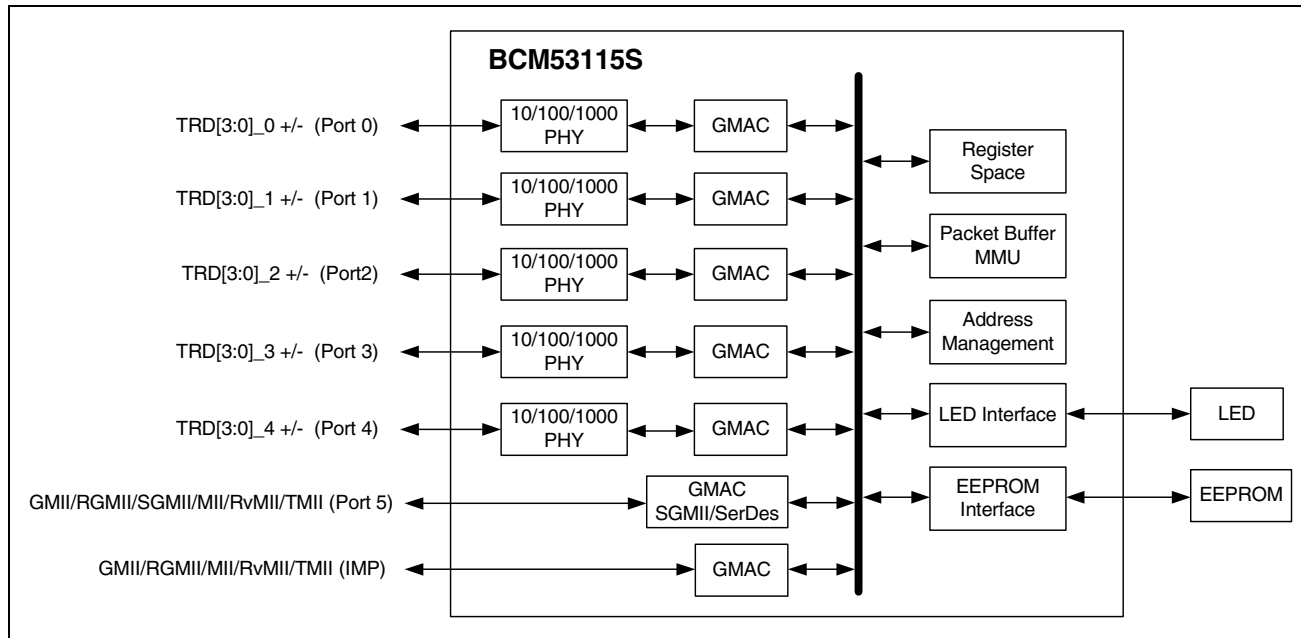 BCM53115S
TRD[3:0]_0 +/-  (Port 0)
10/100/1000
PHY
GMAC
TRD[3:0]_1 +/-  (Port 1)
10/100/1000
PHY
GMAC
TRD[3:0]_2 +/-  (Port2)
10/100/1000
PHY
GMAC
TRD[3:0]_3 +/-  (Port 3)
10/100/1000
PHY
GMAC
TRD[3:0]_4 +/-  (Port 4)
10/100/1000
PHY
GMAC
GMII/RGMII/SGMII/MII/RvMII/TMII (Port 5)
GMAC
SGMII/SerDes
GMII/RGMII/MII/RvMII/TMII (IMP)
GMAC
Register
Space
Packet Buffer
MMU
Address
Management
LED Interface
LED
EEPROM
Interface
EEPROM